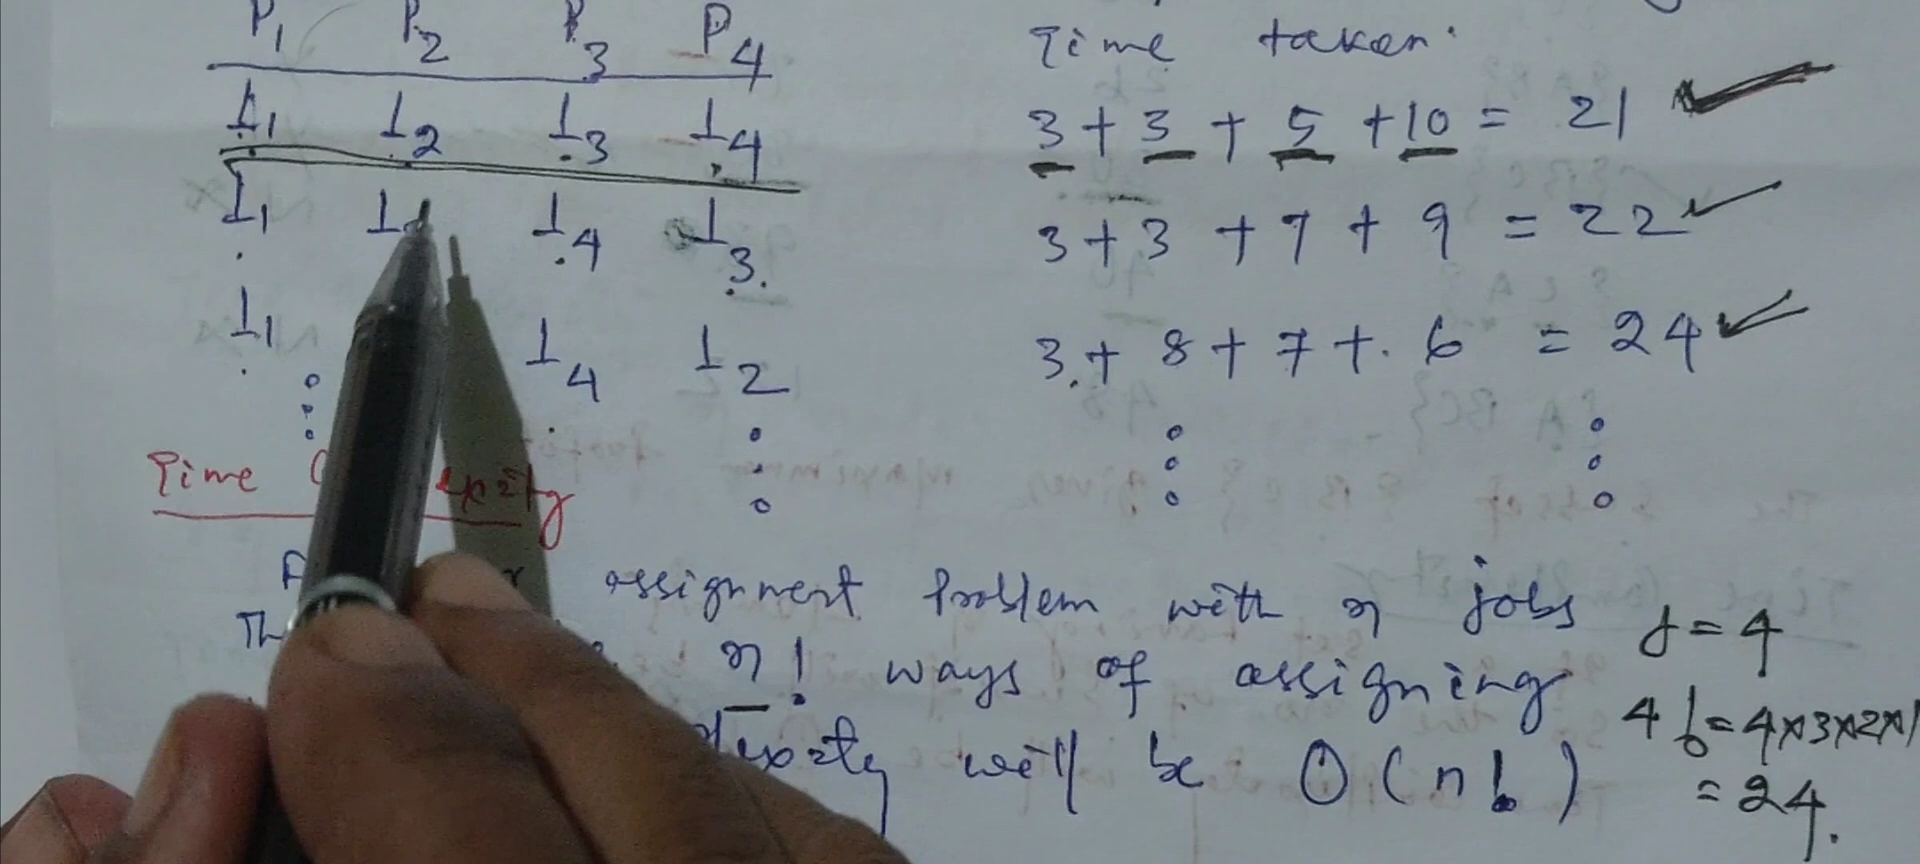 P1 P2 P3 P4
Time taken.
J1 J2 J3 J4 3 + 3 + 5 + 10 = 21
J1 J4 J3 3 + 3 + 7 + 9 = 22
J1 J4 J2 3 + 8 + 7 + 6 = 24
Time
assignment Problem with n jobs j = 4
n! ways of assigning 4! = 4×3×2×1
will be O(n!) = 24.